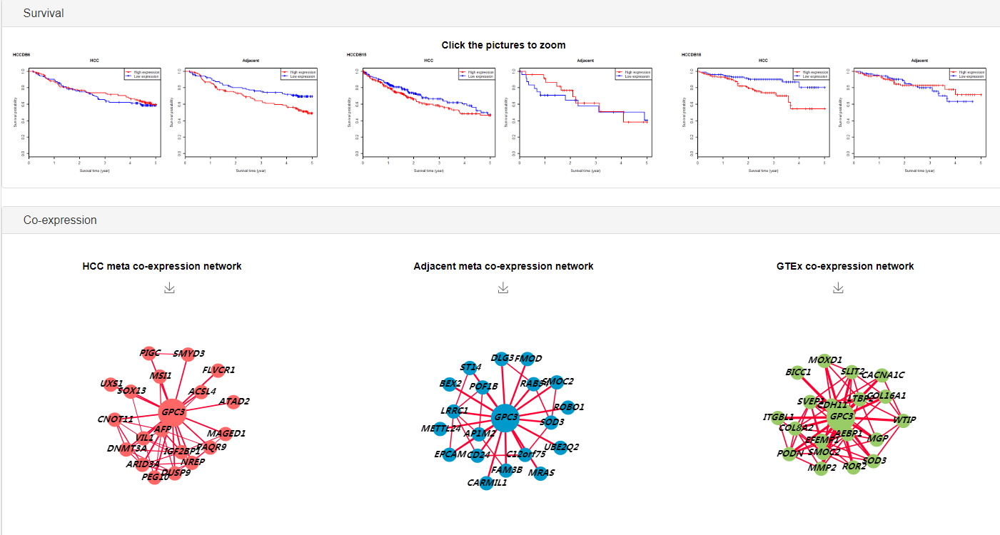 Survival
Click the pictures to zoom
HCCDB6
HCC
High expression
Low expression
Survival probability
0.0 0.2 0.4 0.6 0.8 1.0
0 1 2 3 4 5
Survival time (year)
Adjacent
High expression
Low expression
Survival probability
0.0 0.2 0.4 0.6 0.8 1.0
0 1 2 3 4 5
Survival time (year)
HCCDB15
HCC
High expression
Low expression
Survival probability
0.0 0.2 0.4 0.6 0.8 1.0
0 1 2 3 4 5
Survival time (year)
Adjacent
High expression
Low expression
Survival probability
0.0 0.2 0.4 0.6 0.8 1.0
0 1 2 3 4 5
Survival time (year)
HCCDB18
HCC
High expression
Low expression
Survival probability
0.0 0.2 0.4 0.6 0.8 1.0
0 1 2 3 4 5
Survival time (year)
Adjacent
High expression
Low expression
Survival probability
0.0 0.2 0.4 0.6 0.8 1.0
0 1 2 3 4 5
Survival time (year)
Co-expression
HCC meta co-expression network
PIGC
SMYD3
FLVCR1
MSI1
UXS1
SOX13
ACSL4
ATAD2
GPC3
CNOT11
AFP
MAGED1
VIL1
DNMT3A
IGF2BP1
PAQR9
ARID3A
NREP
DUSP9
PEG10
Adjacent meta co-expression network
DLG3
FMOD
ST14
SMOC2
BEX2
POF1B
RAB34
ROBO1
LRRC1
GPC3
SOD3
METTL24
AP1M2
UBE2Q2
EPCAM
CD24
C12orf75
FAM3B
MRAS
CARMIL1
GTEx co-expression network
MOXD1
BICC1
SLIT2
CACNA1C
SVEP1
LTBP2
COL16A1
CDH11
ITGBL1
GPC3
WTIP
COL8A2
AEBP1
EFEMP1
MGP
PODN
SMOC2
SOD3
MMP2
ROR2